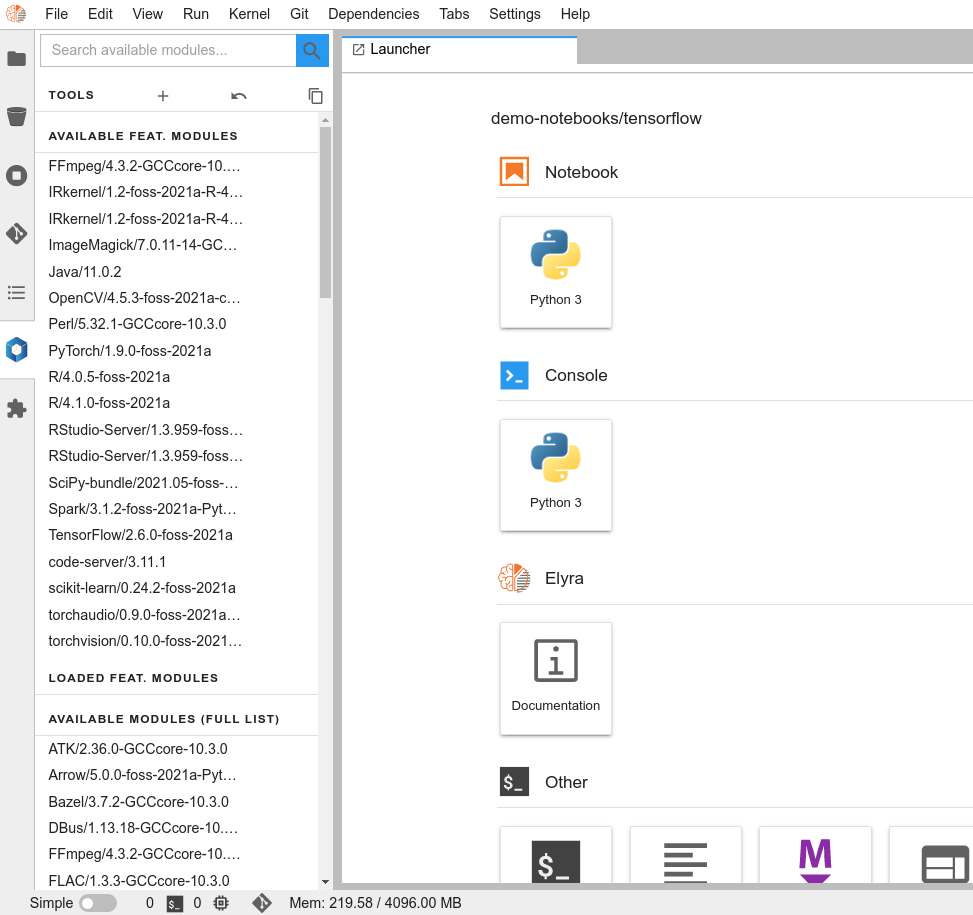 File Edit View Run Kernel Git Dependencies Tabs Settings Help
Search available modules...
TOOLS
AVAILABLE FEAT. MODULES
FFmpeg/4.3.2-GCCcore-10....
IRkernel/1.2-foss-2021a-R-4...
IRkernel/1.2-foss-2021a-R-4...
ImageMagick/7.0.11-14-GC...
Java/11.0.2
OpenCV/4.5.3-foss-2021a-c...
Perl/5.32.1-GCCcore-10.3.0
PyTorch/1.9.0-foss-2021a
R/4.0.5-foss-2021a
R/4.1.0-foss-2021a
RStudio-Server/1.3.959-foss...
RStudio-Server/1.3.959-foss...
SciPy-bundle/2021.05-foss-...
Spark/3.1.2-foss-2021a-Pyt...
TensorFlow/2.6.0-foss-2021a
code-server/3.11.1
scikit-learn/0.24.2-foss-2021a
torchaudio/0.9.0-foss-2021a...
torchvision/0.10.0-foss-2021...
LOADED FEAT. MODULES
AVAILABLE MODULES (FULL LIST)
ATK/2.36.0-GCCcore-10.3.0
Arrow/5.0.0-foss-2021a-Pyt...
Bazel/3.7.2-GCCcore-10.3.0
DBus/1.13.18-GCCcore-10....
FFmpeg/4.3.2-GCCcore-10....
FLAC/1.3.3-GCCcore-10.3.0
Launcher
demo-notebooks/tensorflow
Notebook
Python 3
>_ Console
Python 3
Elyra
i
Documentation
$_ Other
$_ M
Simple 0 $_ 0 Mem: 219.58 / 4096.00 MB